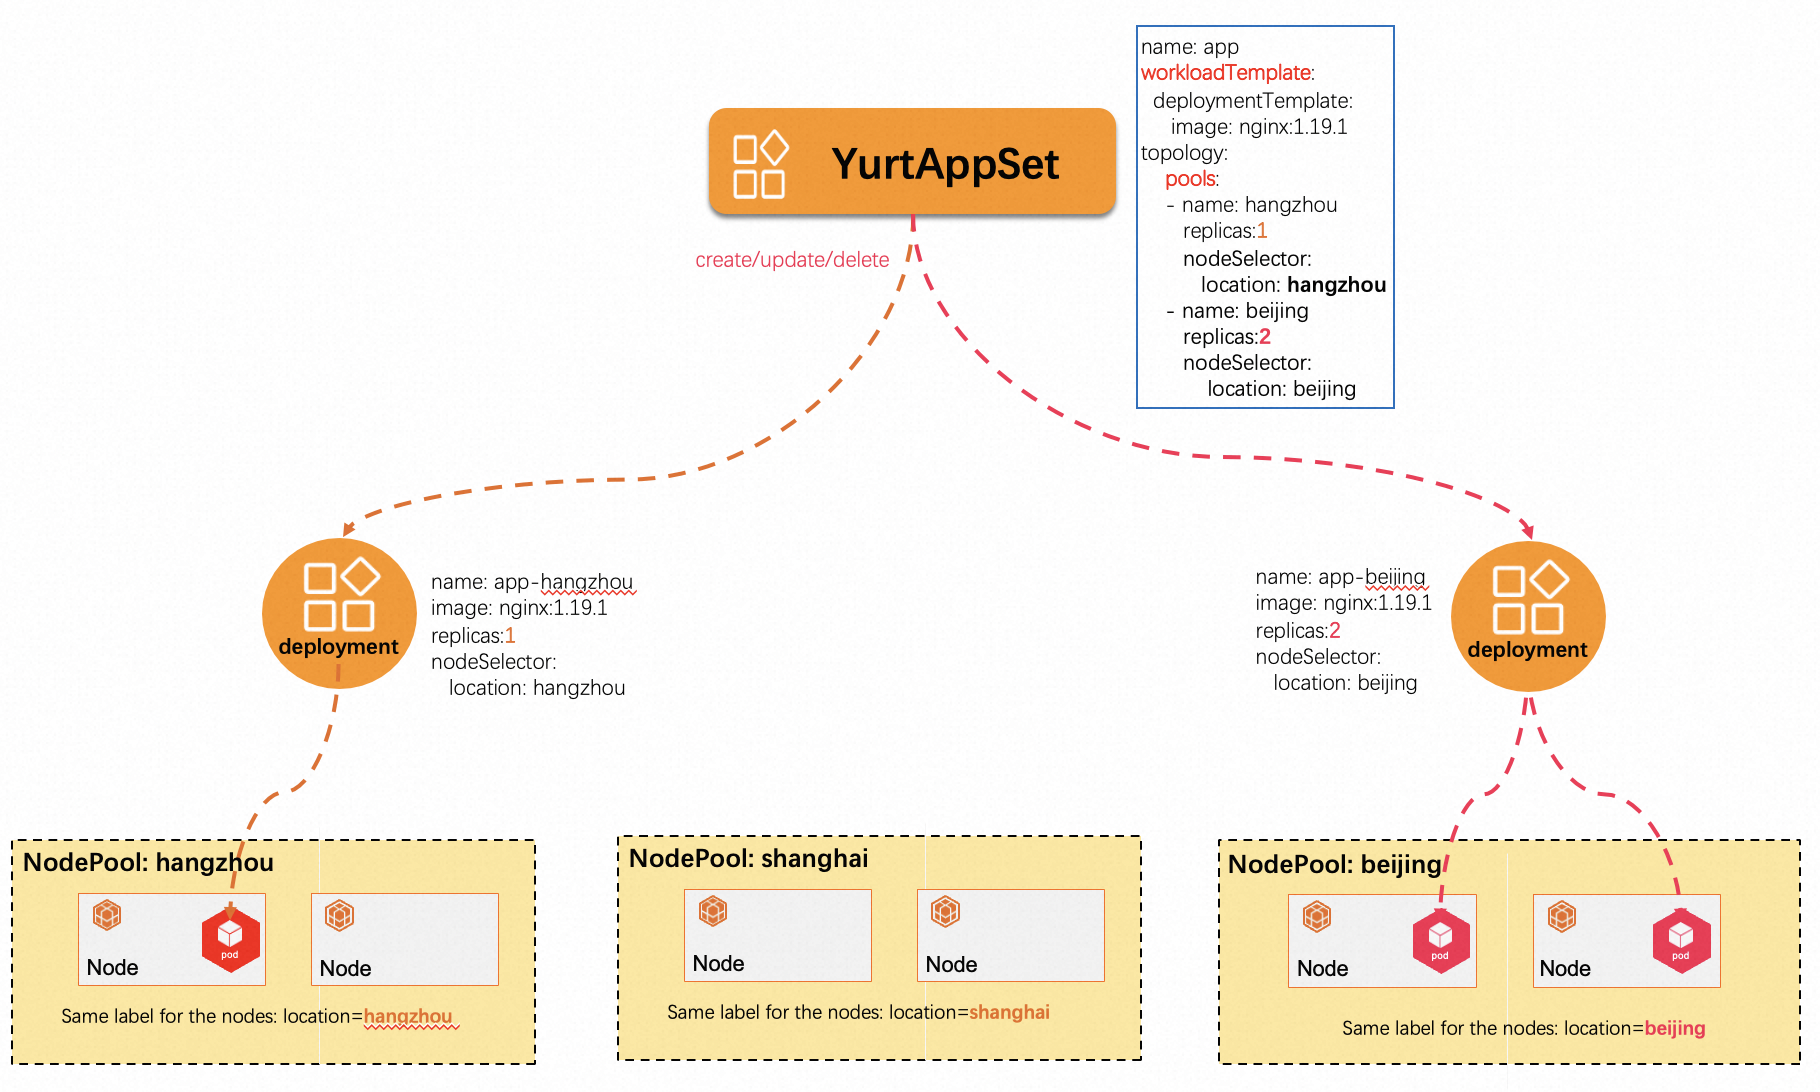 name: app
workloadTemplate:
deploymentTemplate:
image: nginx:1.19.1
topology:
pools:
- name: hangzhou
replicas:1
nodeSelector:
location: hangzhou
- name: beijing
replicas:2
nodeSelector:
location: beijing
YurtAppSet
create/update/delete
deployment
name: app-hangzhou
image: nginx:1.19.1
replicas:1
nodeSelector:
location: hangzhou
name: app-beijing
image: nginx:1.19.1
replicas:2
nodeSelector:
location: beijing
deployment
NodePool: hangzhou
Node
pod
Node
Same label for the nodes: location=hangzhou
NodePool: shanghai
Node
Node
Same label for the nodes: location=shanghai
NodePool: beijing
Node
pod
Node
pod
Same label for the nodes: location=beijing